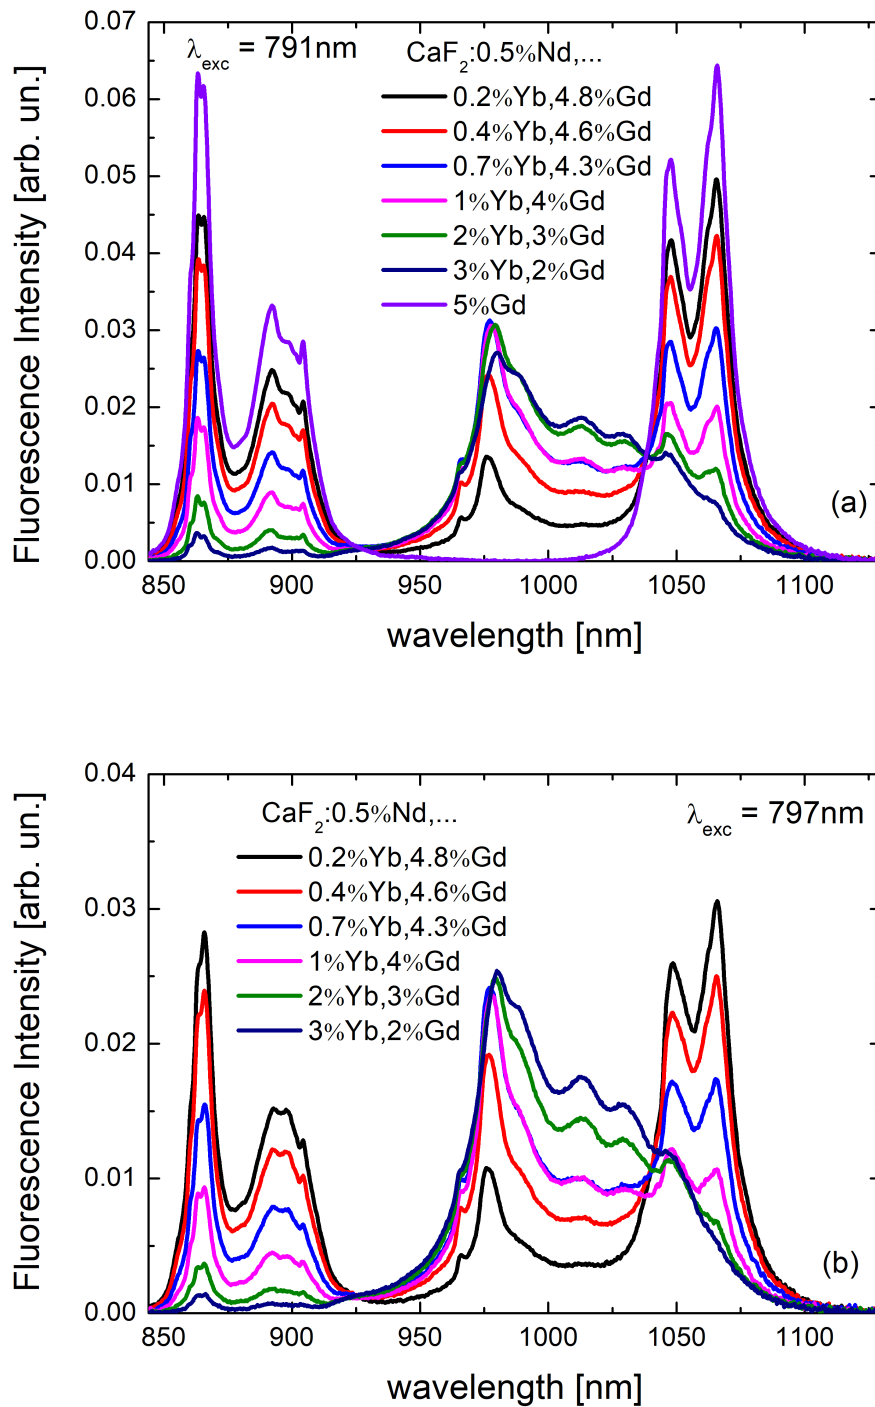 0.07
λexc = 791nm
CaF2:0.5%Nd,...
0.06
0.2%Yb,4.8%Gd
0.4%Yb,4.6%Gd
0.05
0.7%Yb,4.3%Gd
1%Yb,4%Gd
0.04
2%Yb,3%Gd
3%Yb,2%Gd
5%Gd
0.03
0.02
0.01
0.00
Fluorescence Intensity [arb. un.]
(a)
850 900 950 1000 1050 1100
wavelength [nm]
0.04
CaF2:0.5%Nd,...
λexc = 797nm
0.2%Yb,4.8%Gd
0.4%Yb,4.6%Gd
0.03
0.7%Yb,4.3%Gd
1%Yb,4%Gd
2%Yb,3%Gd
3%Yb,2%Gd
0.02
0.01
0.00
Fluorescence Intensity [arb. un.]
(b)
850 900 950 1000 1050 1100
wavelength [nm]